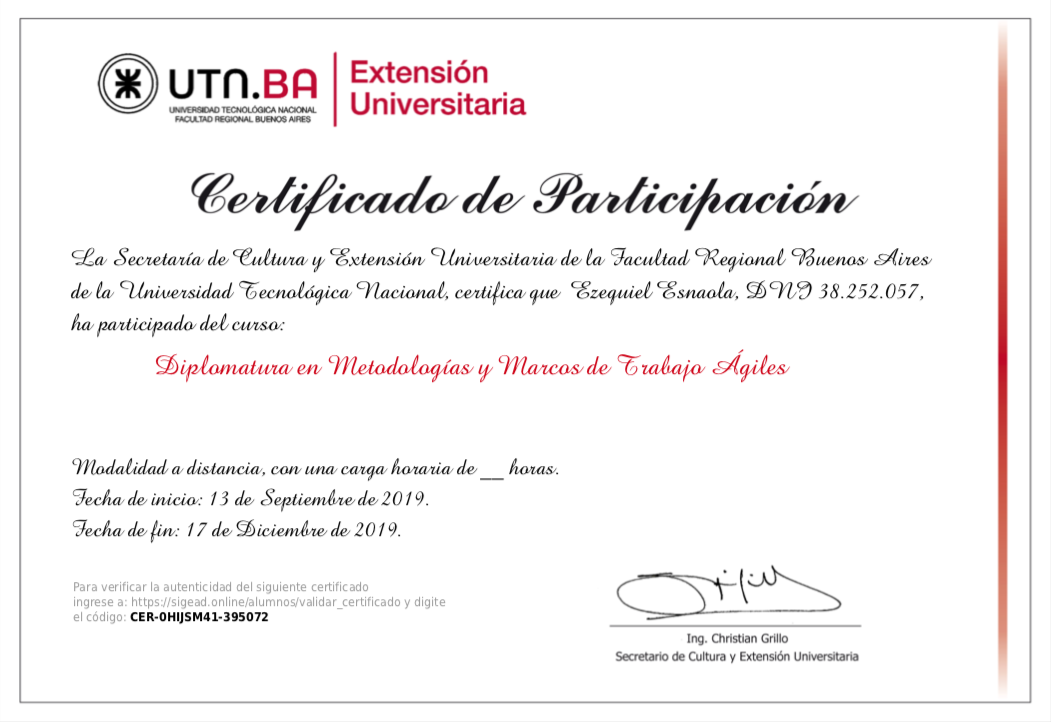 UTN.BA
UNIVERSIDAD TECNOLÓGICA NACIONAL
FACULTAD REGIONAL BUENOS AIRES
Extensión
Universitaria
Certificado de Participación
La Secretaría de Cultura y Extensión Universitaria de la Facultad Regional Buenos Aires
de la Universidad Tecnológica Nacional, certifica que Ezequiel Esnaola, DNI 38.252.057,
ha participado del curso:
Diplomatura en Metodologías y Marcos de Trabajo Ágiles
Modalidad a distancia, con una carga horaria de __ horas.
Fecha de inicio: 13 de Septiembre de 2019.
Fecha de fin: 17 de Diciembre de 2019.
Para verificar la autenticidad del siguiente certificado
ingrese a: https://sigead.online/alumnos/validar_certificado y digite
el código: CER-0HIJSM41-395072
Ing. Christian Grillo
Secretario de Cultura y Extensión Universitaria